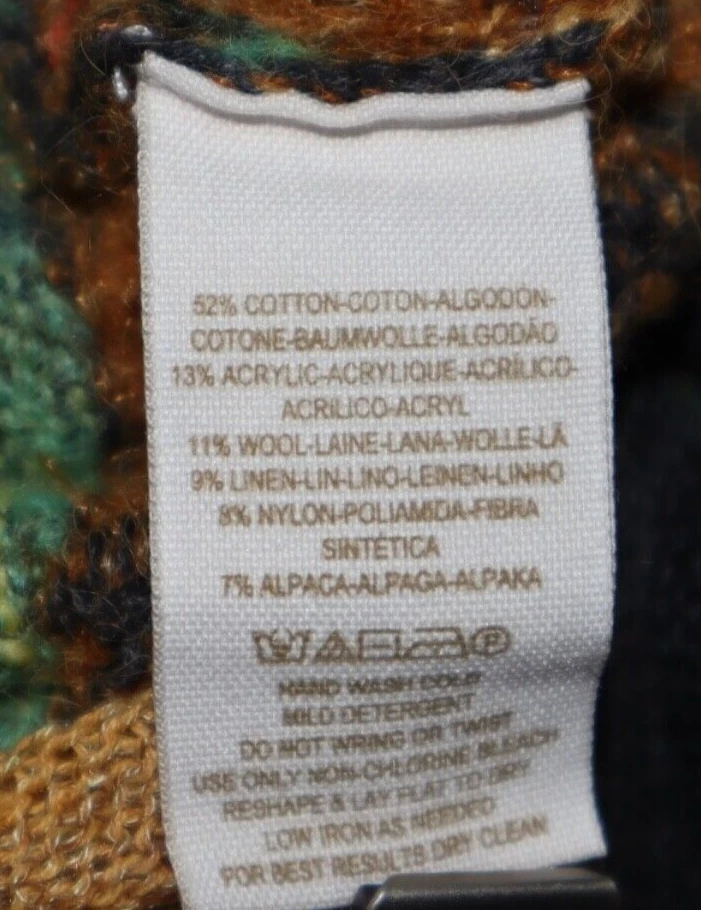 52% COTTON-COTON-ALGODÓN-
COTONE-BAUMWOLLE-ALGODÃO
13% ACRYLIC-ACRYLIQUE-ACRÍLICO-
ACRILICO-ACRYL
11% WOOL-LAINE-LANA-WOLLE-LÃ
9% LINEN-LIN-LINO-LEINEN-LINHO
8% NYLON-POLIAMIDA-FIBRA
SINTÉTICA
7% ALPACA-ALPAGA-ALPAKA
P
HAND WASH COLD
MILD DETERGENT
DO NOT WRING OR TWIST
USE ONLY NON-CHLORINE BLEACH
RESHAPE & LAY FLAT TO DRY
LOW IRON AS NEEDED
FOR BEST RESULTS DRY CLEAN